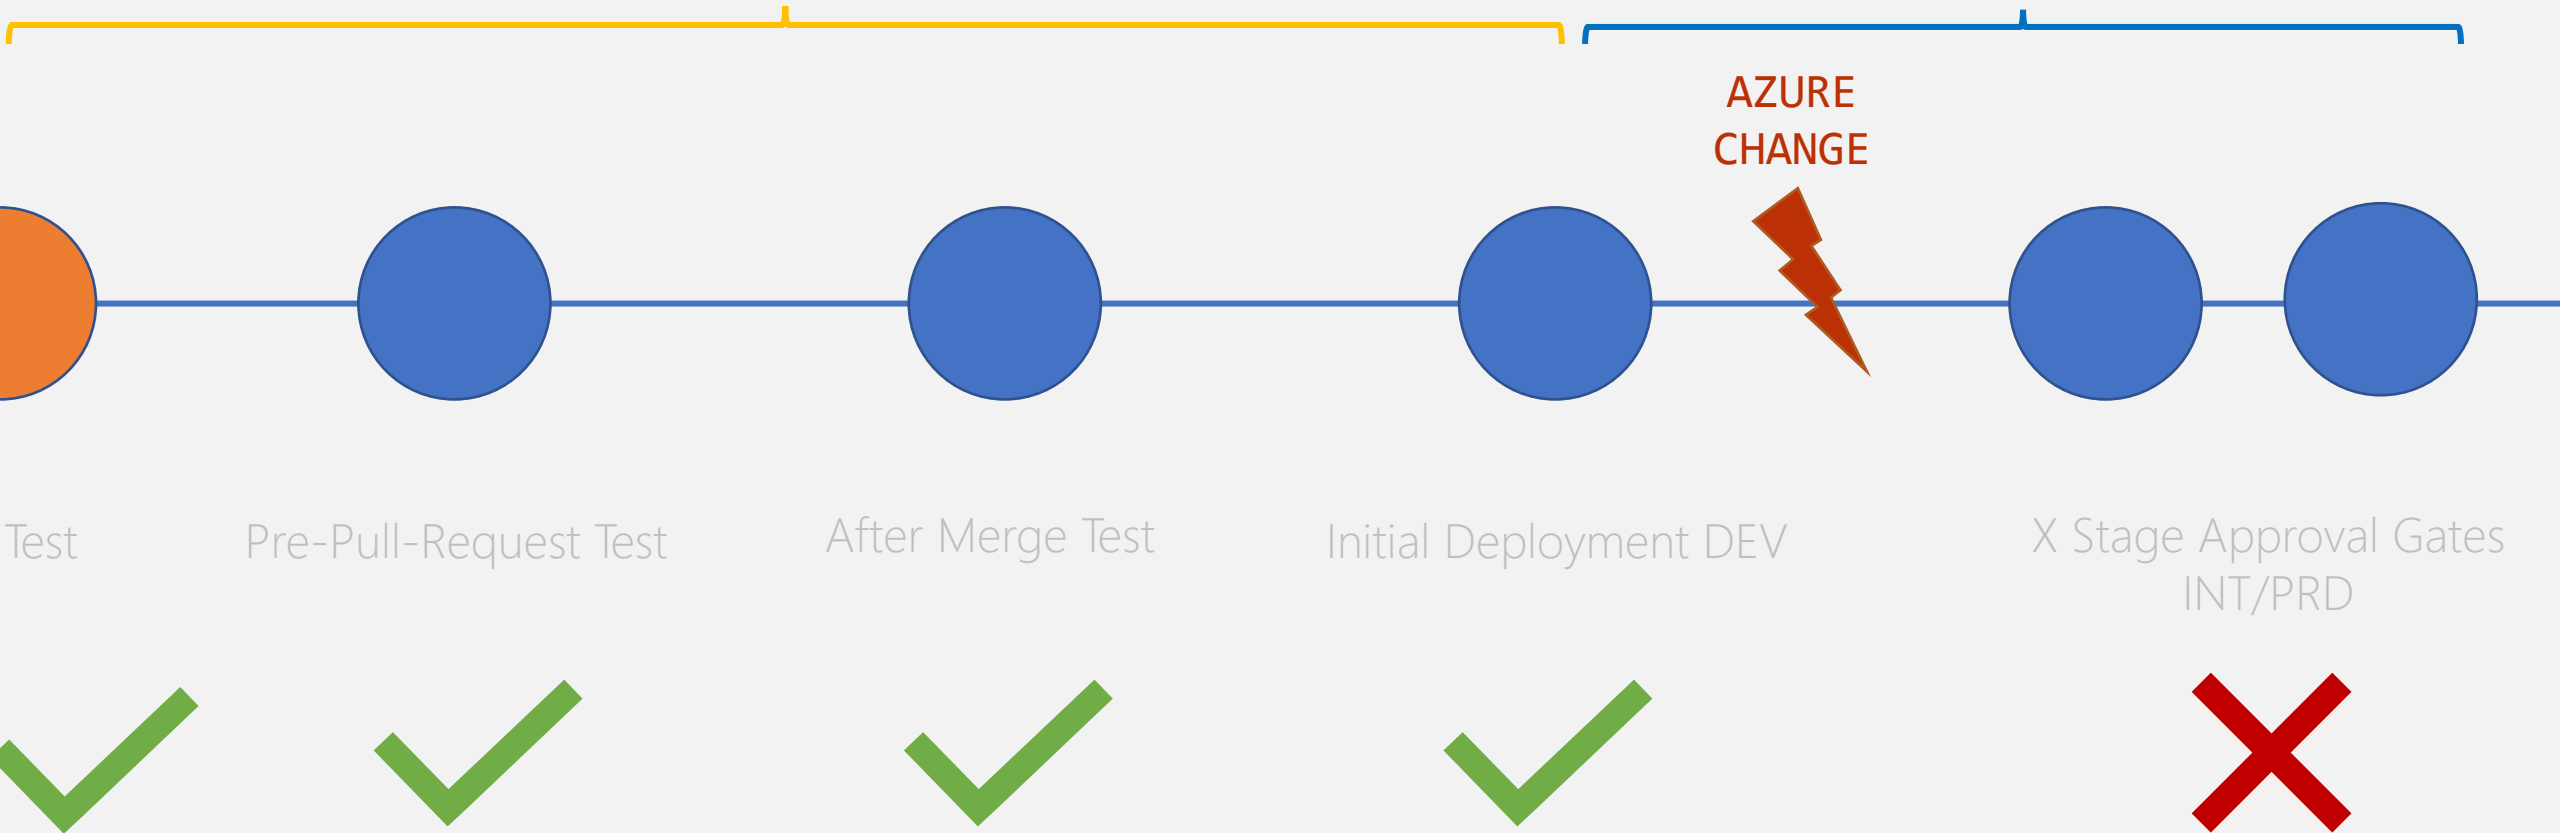 AZURE
CHANGE
Test
Pre-Pull-Request Test
After Merge Test
Initial Deployment DEV
X Stage Approval Gates
INT/PRD